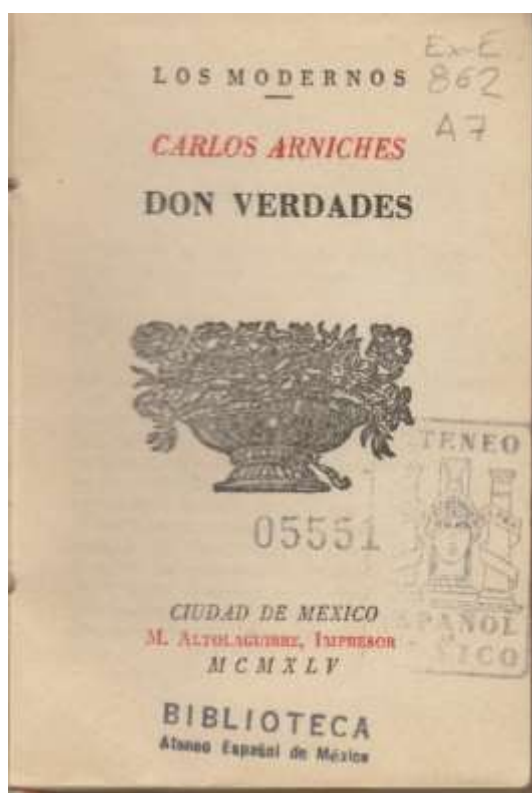 LOS MODERNOS
Ex-E
862
A7
CARLOS ARNICHES
DON VERDADES
TENEO
05551
PAÑOL
ICO
CIUDAD DE MEXICO
M. ALTOLAGUIRRE, IMPRESOR
MCMXLV
BIBLIOTECA
Ateneo Español de México